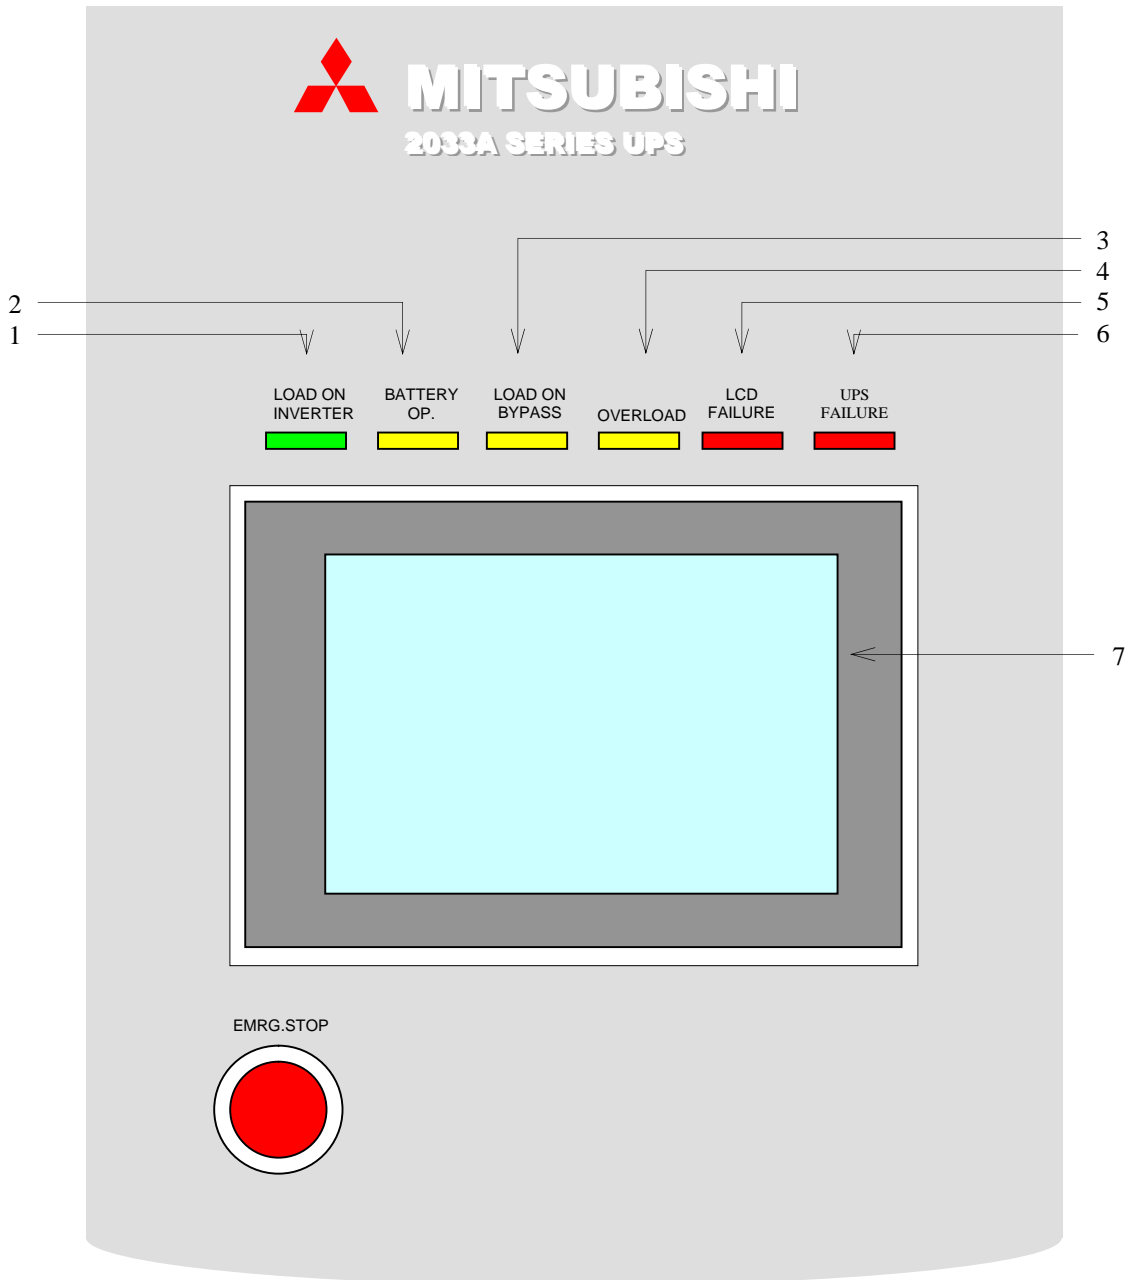 MITSUBISHI
2033A SERIES UPS
3
4
2
5
1
6
LOAD ON
INVERTER
BATTERY
OP.
LOAD ON
BYPASS
OVERLOAD
LCD
FAILURE
UPS
FAILURE
7
EMRG.STOP